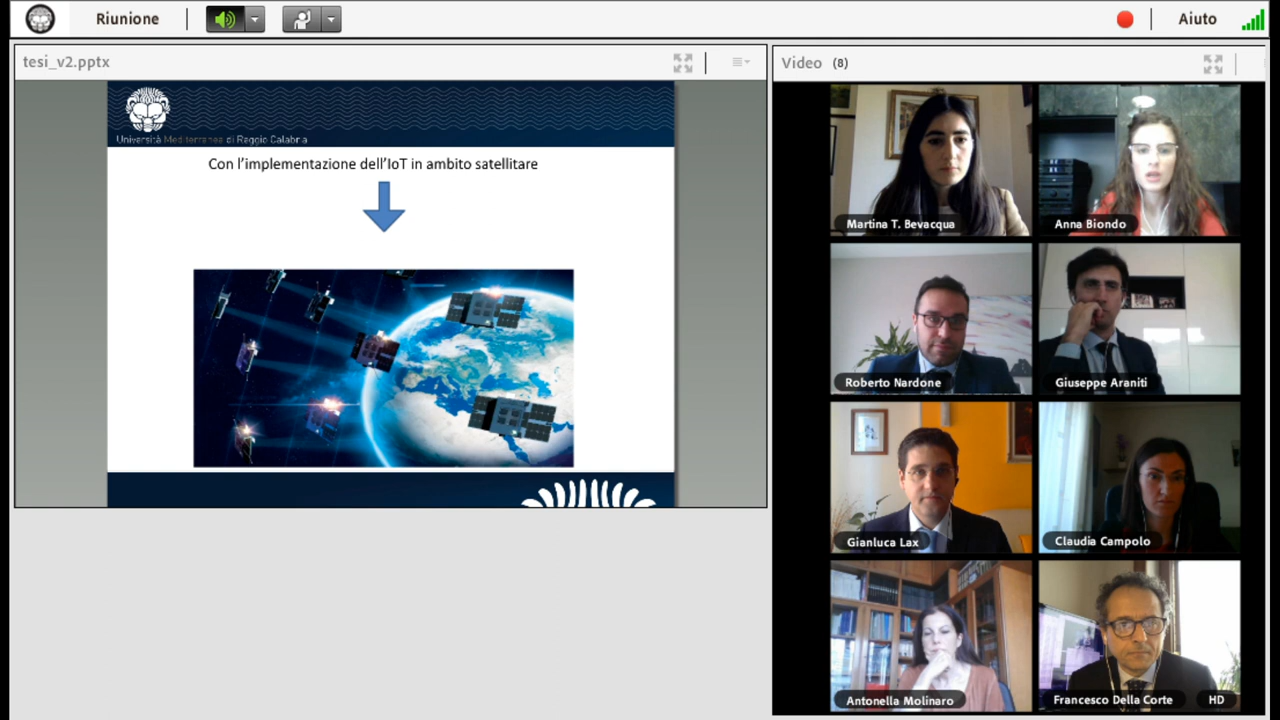 Riunione
Aiuto
tesi_v2.pptx
Video (8)
Università Mediterranea di Reggio Calabria
Con l'implementazione dell'IoT in ambito satellitare
Martina T. Bevacqua
Anna Biondo
Roberto Nardone
Giuseppe Araniti
Gianluca Lax
Claudia Campolo
Antonella Molinaro
Francesco Della Corte
HD